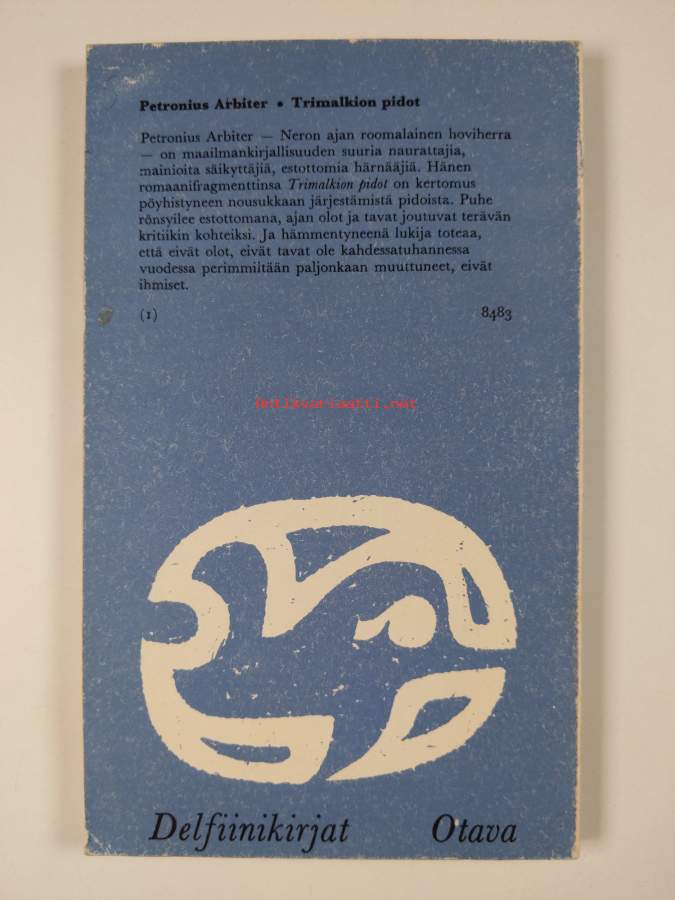 Petronius Arbiter • Trimalkion pidot
Petronius Arbiter — Neron ajan roomalainen hoviherra
— on maailmankirjallisuuden suuria naurattajia,
mainioita säikyttäjiä, estottomia härnääjiä. Hänen
romaanifragmenttinsa Trimalkion pidot on kertomus
pöyhistyneen nousukkaan järjestämistä pidoista. Puhe
rönsyilee estottomana, ajan olot ja tavat joutuvat terävän
kritiikin kohteiksi. Ja hämmentyneenä lukija toteaa,
että eivät olot, eivät tavat ole kahdessatuhannessa
vuodessa perimmiltään paljonkaan muuttuneet, eivät
ihmiset.
(1) 8483
antikvariaatti.net
Delfiinikirjat Otava